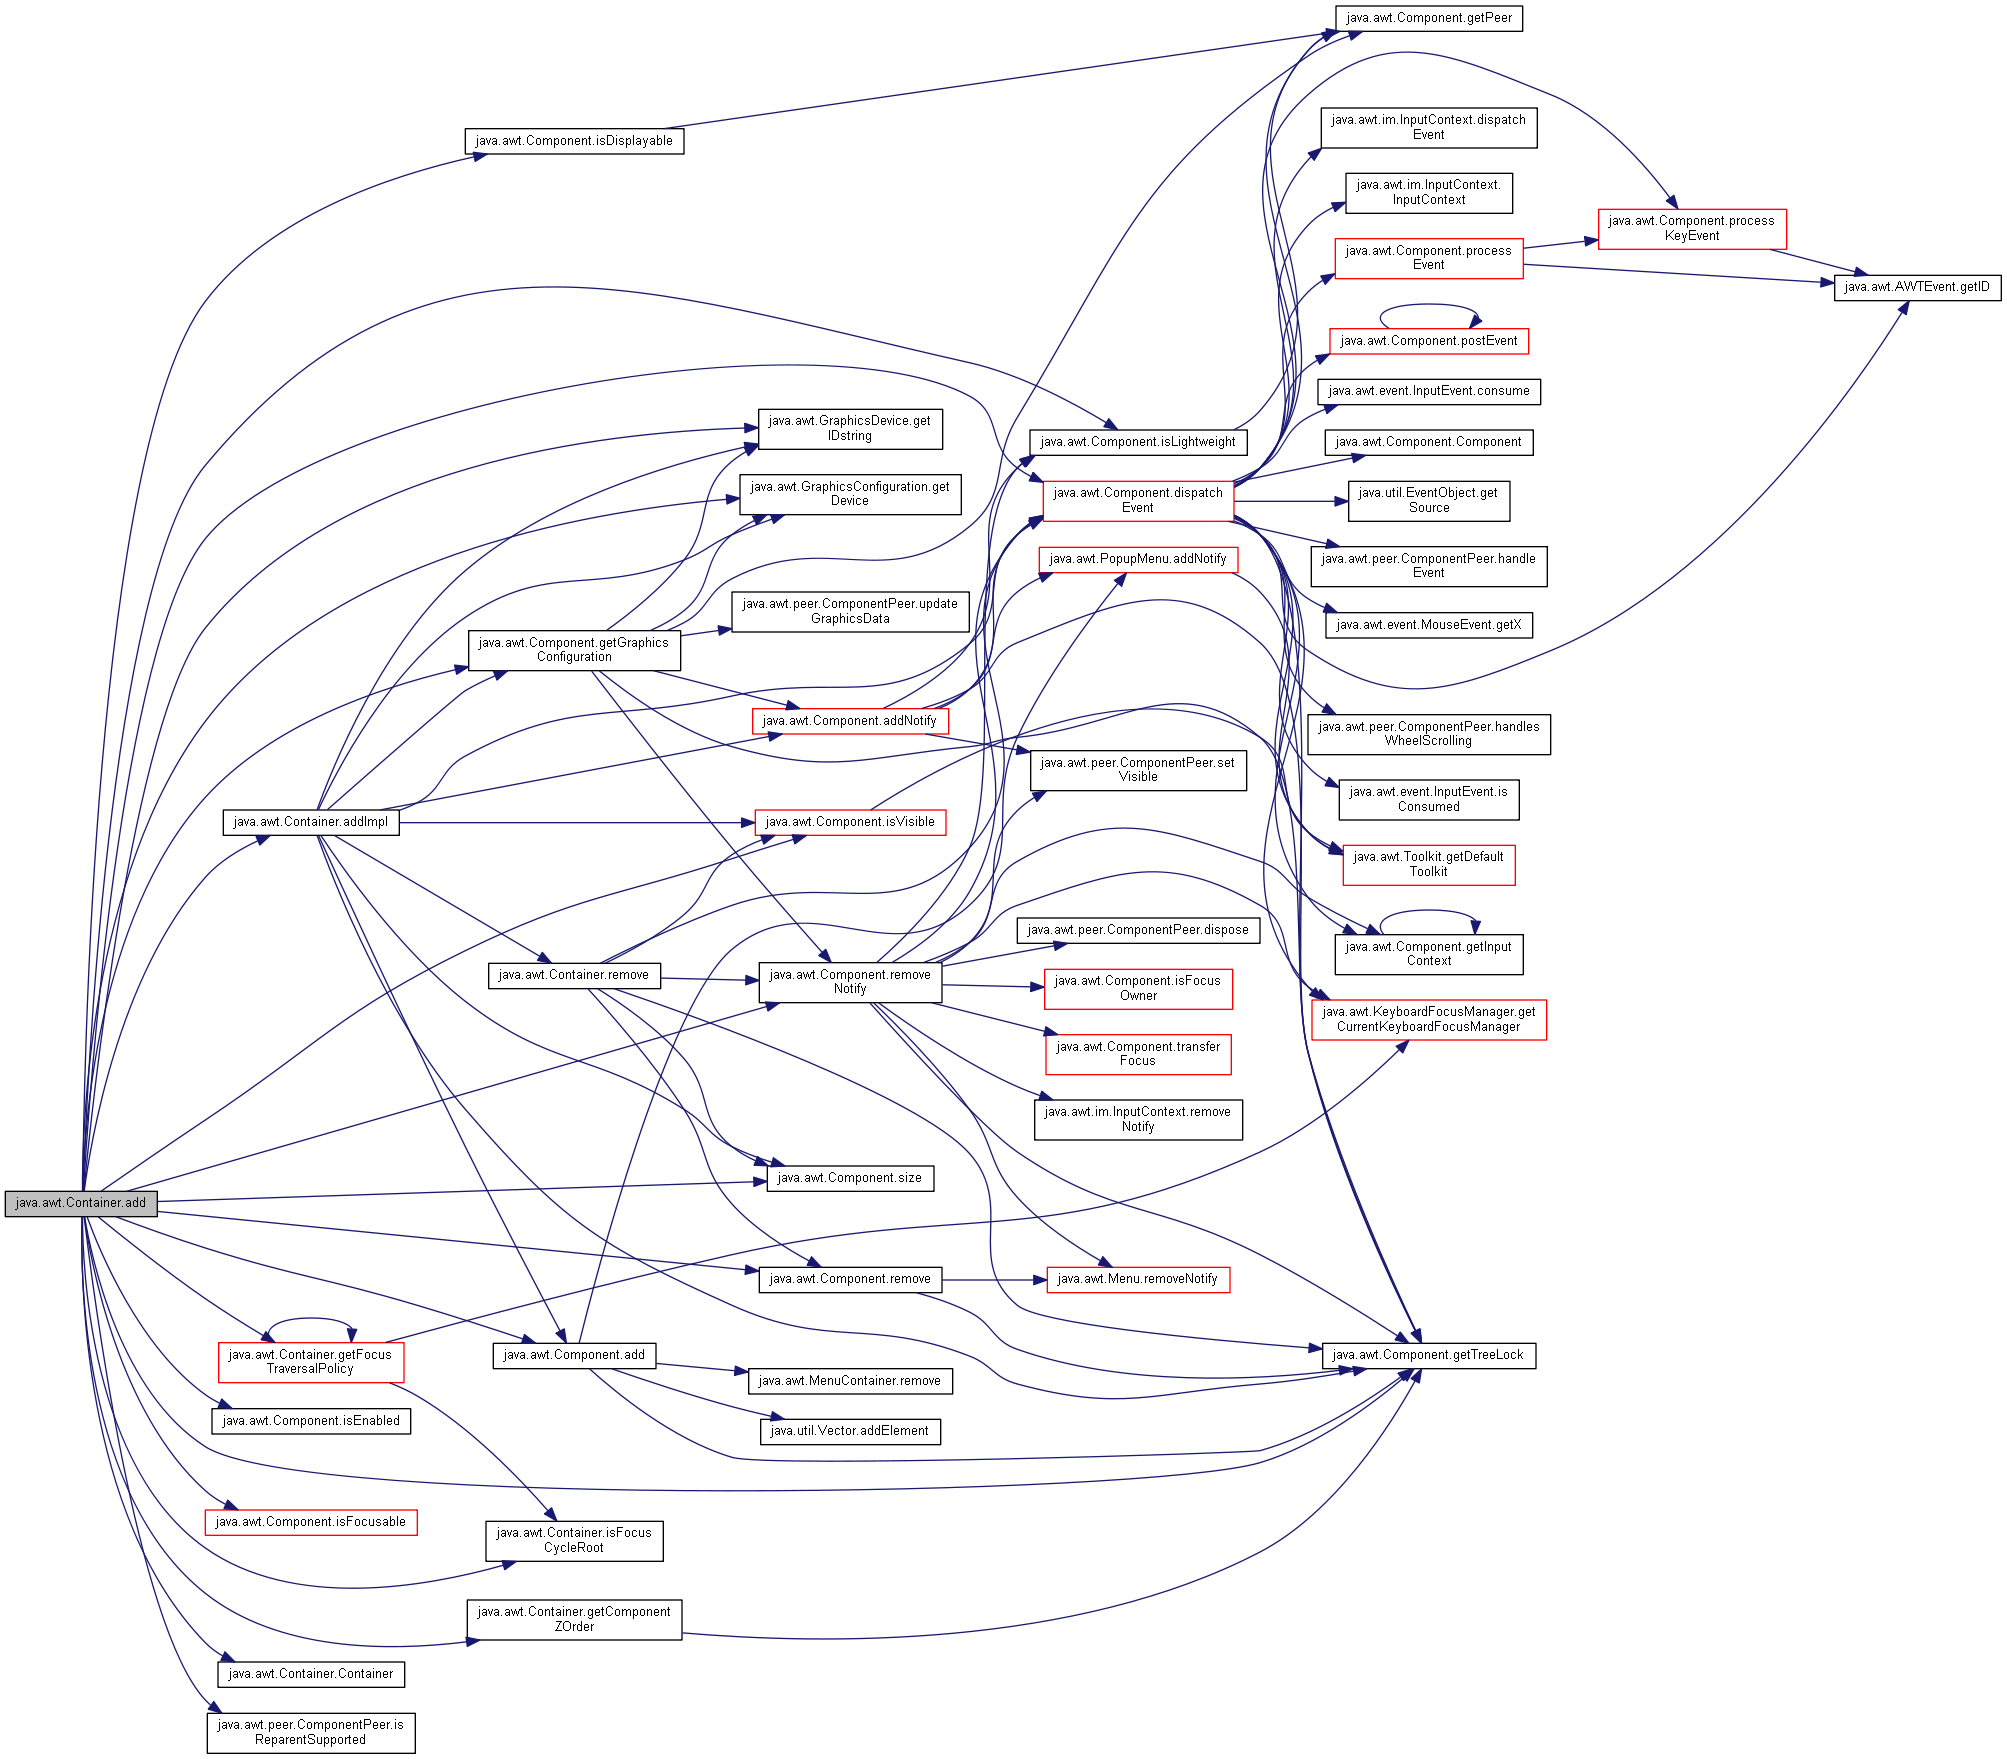 java.awt.Component.getPeer
java.awt.im.InputContext.dispatch
Event
java.awt.Component.isDisplayable
java.awt.im.InputContext.
InputContext
java.awt.Component.process
KeyEvent
java.awt.Component.process
Event
java.awt.AWTEvent.getID
java.awt.Component.postEvent
java.awt.event.InputEvent.consume
java.awt.GraphicsDevice.get
IDstring
java.awt.Component.isLightweight
java.awt.Component.Component
java.awt.GraphicsConfiguration.get
Device
java.awt.Component.dispatch
Event
java.util.EventObject.get
Source
java.awt.PopupMenu.addNotify
java.awt.peer.ComponentPeer.handle
Event
java.awt.peer.ComponentPeer.update
GraphicsData
java.awt.event.MouseEvent.getX
java.awt.Component.getGraphics
Configuration
java.awt.Component.addNotify
java.awt.peer.ComponentPeer.handles
WheelScrolling
java.awt.peer.ComponentPeer.set
Visible
java.awt.event.InputEvent.is
Consumed
java.awt.Container.addImpl
java.awt.Component.isVisible
java.awt.Toolkit.getDefault
Toolkit
java.awt.peer.ComponentPeer.dispose
java.awt.Component.getInput
Context
java.awt.Container.remove
java.awt.Component.remove
Notify
java.awt.Component.isFocus
Owner
java.awt.KeyboardFocusManager.get
CurrentKeyboardFocusManager
java.awt.Component.transfer
Focus
java.awt.im.InputContext.remove
Notify
java.awt.Component.size
java.awt.Container.add
java.awt.Component.remove
java.awt.Menu.removeNotify
java.awt.Container.getFocus
TraversalPolicy
java.awt.Component.add
java.awt.Component.getTreeLock
java.awt.MenuContainer.remove
java.awt.Component.isEnabled
java.util.Vector.addElement
java.awt.Component.isFocusable
java.awt.Container.isFocus
CycleRoot
java.awt.Container.getComponent
ZOrder
java.awt.Container.Container
java.awt.peer.ComponentPeer.is
ReparentSupported